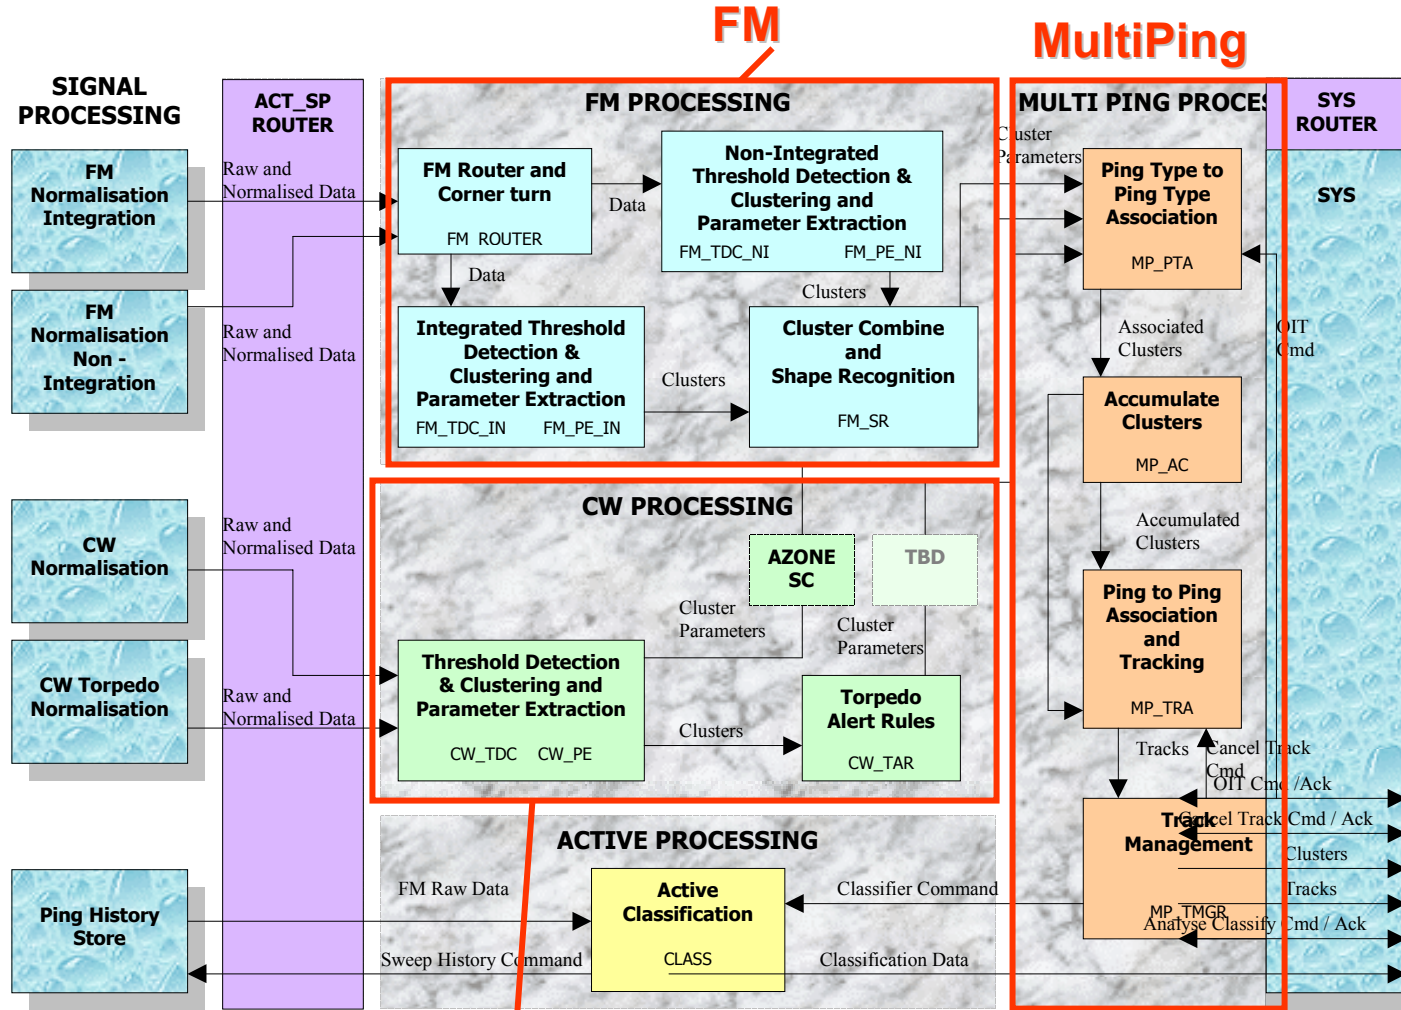 FM
MultiPing
SIGNAL
PROCESSING
ACT_SP
ROUTER
FM PROCESSING
MULTI PING PROCES
SYS
ROUTER
FM
Normalisation
Integration
Raw and
Normalised Data
FM Router and
Corner turn
FM_ROUTER
Data
Non-Integrated
Threshold Detection &
Clustering and
Parameter Extraction
FM_TDC_NI
FM_PE_NI
Cluster
Parameters
Ping Type to
Ping Type
Association
MP_PTA
SYS
FM
Normalisation
Non -
Integration
Raw and
Normalised Data
Data
Clusters
Integrated Threshold
Detection &
Clustering and
Parameter Extraction
FM_TDC_IN
FM_PE_IN
Clusters
Cluster Combine
and
Shape Recognition
FM_SR
Associated
Clusters
OIT
Cmd
Accumulate
Clusters
MP_AC
CW PROCESSING
CW
Normalisation
Raw and
Normalised Data
AZONE
SC
TBD
Accumulated
Clusters
Cluster
Parameters
Cluster
Parameters
Ping to Ping
Association
and
Tracking
MP_TRA
CW Torpedo
Normalisation
Raw and
Normalised Data
Threshold Detection
& Clustering and
Parameter Extraction
CW_TDC
CW_PE
Clusters
Torpedo
Alert Rules
CW_TAR
Tracks
Cancel Track
Cmd
OIT Cmd /Ack
Cancel Track Cmd / Ack
Track
Management
MP_TMGR
Clusters
Tracks
Analyse Classify Cmd / Ack
ACTIVE PROCESSING
Ping History
Store
FM Raw Data
Active
Classification
CLASS
Classifier Command
Sweep History Command
Classification Data